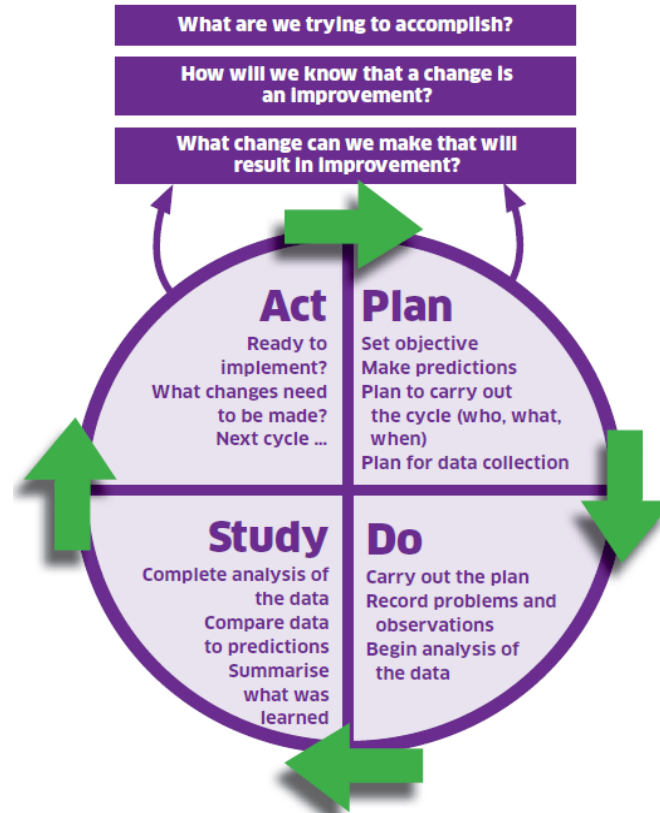 What are we trying to accomplish?
How will we know that a change is
an improvement?
What change can we make that will
result in improvement?
Act
Ready to
implement?
What changes need
to be made?
Next cycle ...
Plan
Set objective
Make predictions
Plan to carry out
the cycle (who, what,
when)
Plan for data collection
Study
Complete analysis of
the data
Compare data
to predictions
Summarise
what was
learned
Do
Carry out the plan
Record problems and
observations
Begin analysis of
the data